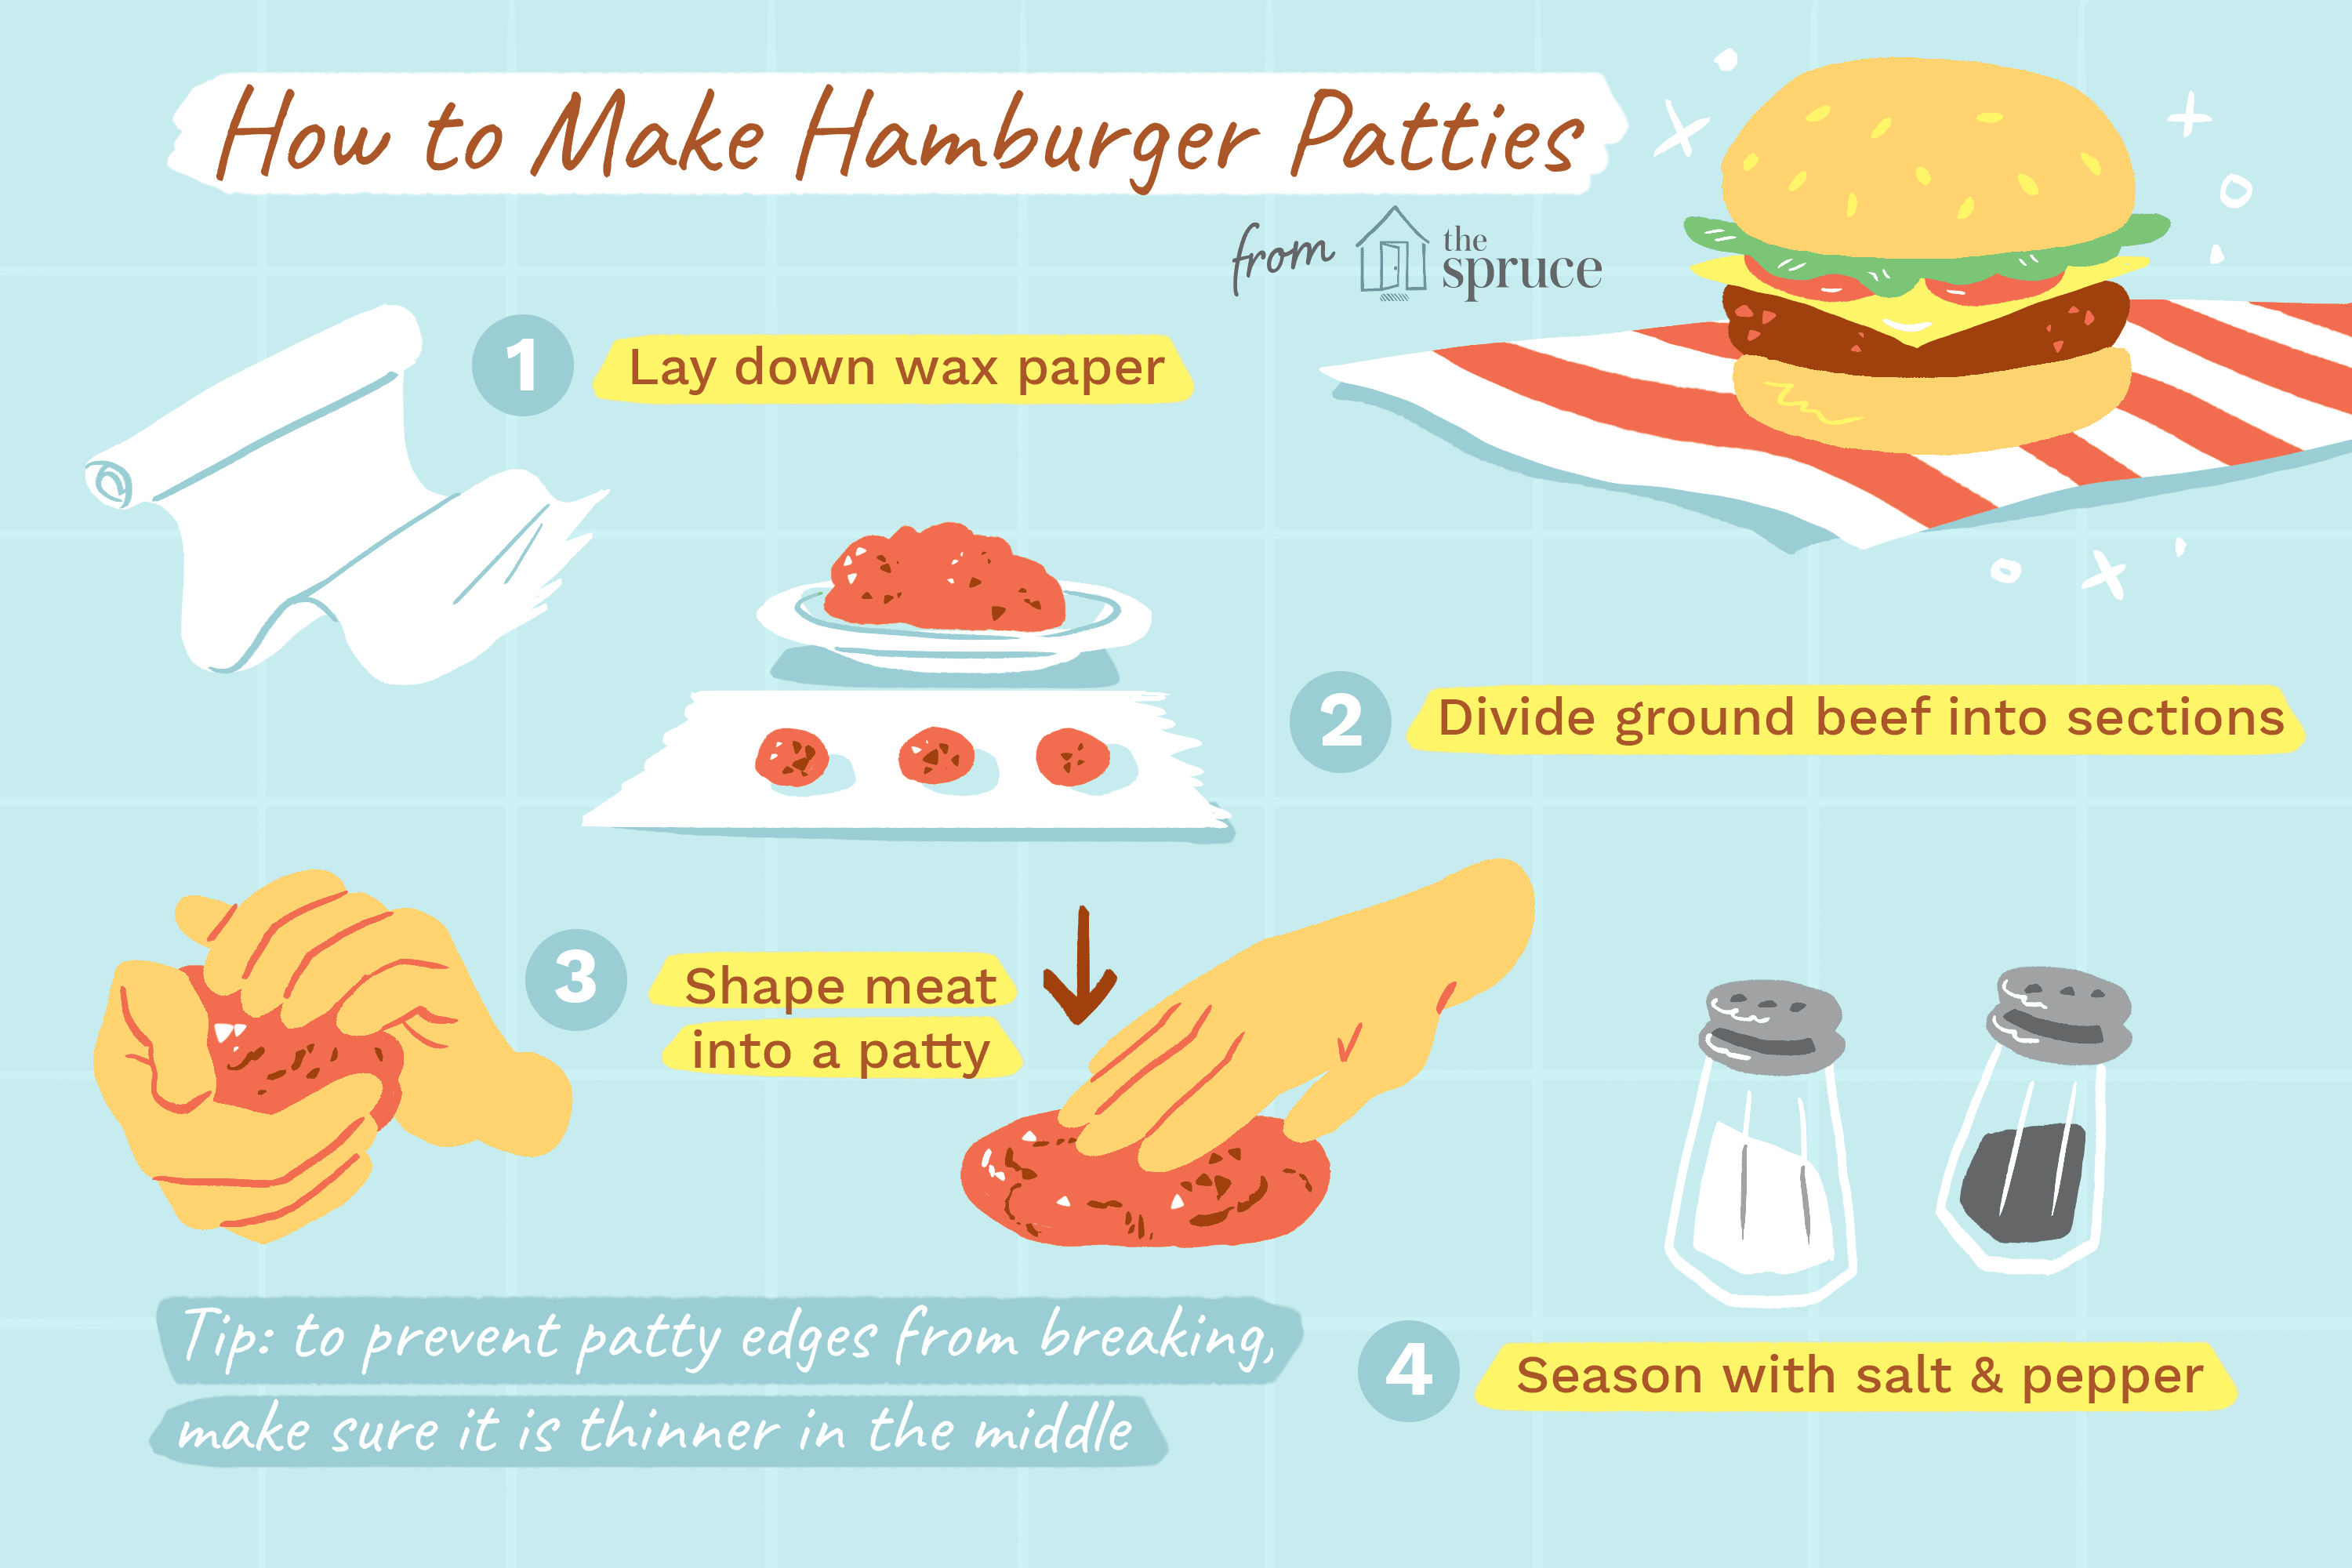 How to Make Hamburger Patties
from the spruce
1 Lay down wax paper
2 Divide ground beef into sections
3 Shape meat
into a patty
Tip: to prevent patty edges from breaking,
make sure it is thinner in the middle
4 Season with salt & pepper